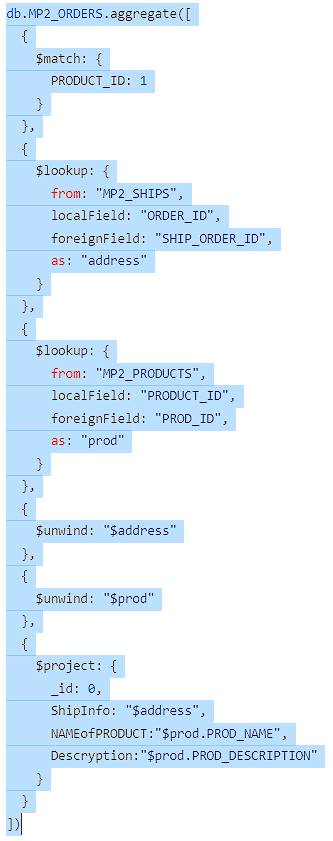 db.MP2_ORDERS.aggregate([
  {
    $match: {
      PRODUCT_ID: 1
    }
  },
  {
    $lookup: {
      from: "MP2_SHIPS",
      localField: "ORDER_ID",
      foreignField: "SHIP_ORDER_ID",
      as: "address"
    }
  },
  {
    $lookup: {
      from: "MP2_PRODUCTS",
      localField: "PRODUCT_ID",
      foreignField: "PROD_ID",
      as: "prod"
    }
  },
  {
    $unwind: "$address"
  },
  {
    $unwind: "$prod"
  },
  {
    $project: {
      _id: 0,
      ShipInfo: "$address",
      NAMEofPRODUCT:"$prod.PROD_NAME",
      Descryption:"$prod.PROD_DESCRIPTION"
    }
  }
])